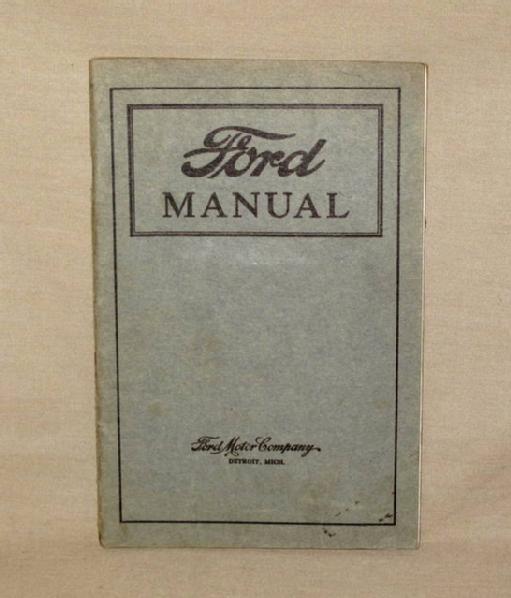 Ford
MANUAL
Ford Motor Company
DETROIT, MICH.